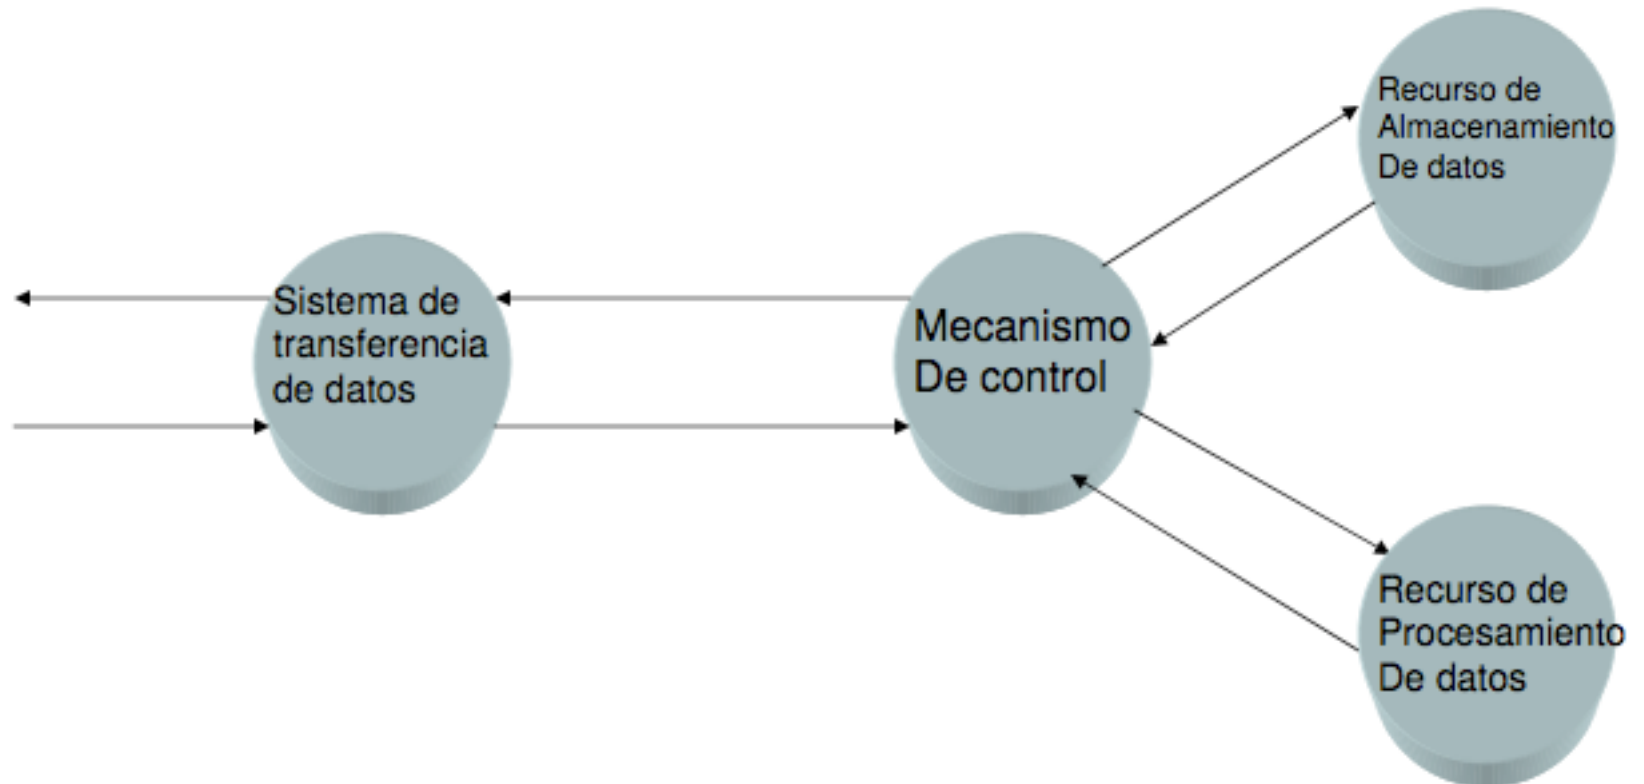 Sistema de
transferencia
de datos
Mecanismo
De control
Recurso de
Almacenamiento
De datos
Recurso de
Procesamiento
De datos